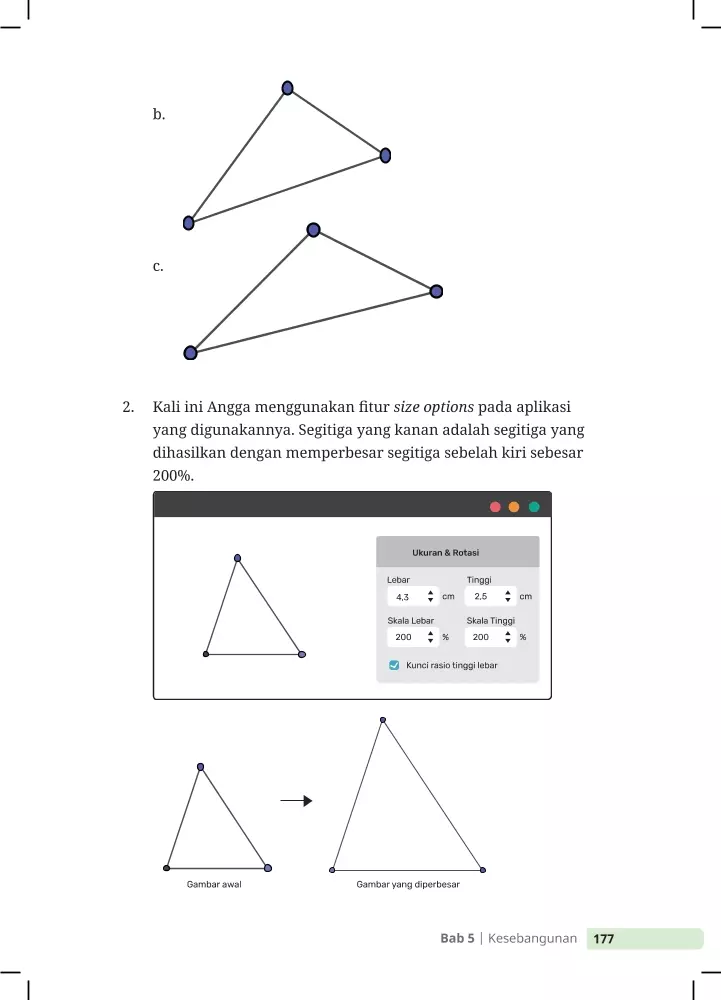 b.
c.
2. Kali ini Angga menggunakan fitur size options pada aplikasi
yang digunakannya. Segitiga yang kanan adalah segitiga yang
dihasilkan dengan memperbesar segitiga sebelah kiri sebesar
200%.
Ukuran & Rotasi
Lebar Tinggi
4,3 cm 2,5 cm
Skala Lebar Skala Tinggi
200 % 200 %
Kunci rasio tinggi lebar
Gambar awal Gambar yang diperbesar
Bab 5 | Kesebangunan 177